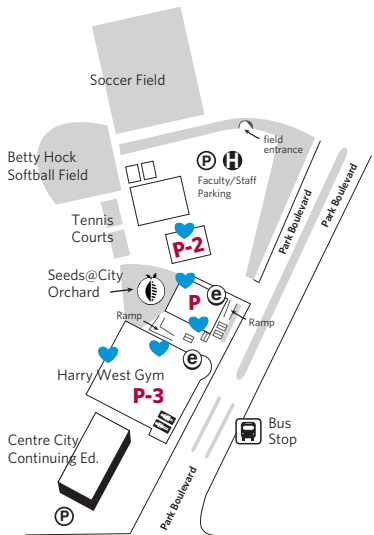 Soccer Field
field
entrance
Betty Hock
Softball Field
P H
Faculty/Staff
Parking
Park Boulevard
Park Boulevard
Tennis
Courts
P-2
Seeds@City
Orchard
P
e
Ramp
Ramp
e
Harry West Gym
P-3
Bus
Stop
Centre City
Continuing Ed.
Park Boulevard
P